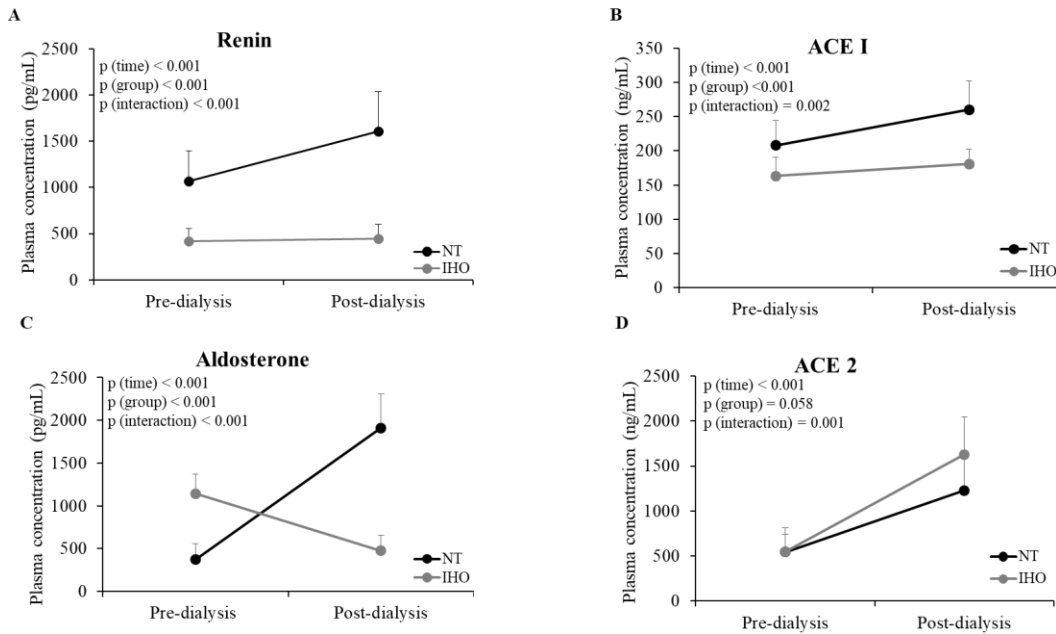 A
Renin
Plasma concentration (pg/mL)
2500
2000
1500
1000
500
0
p (time) < 0.001
p (group) < 0.001
p (interaction) < 0.001
NT
IHO
Pre-dialysis
Post-dialysis
B
ACE I
Plasma concentration (ng/mL)
350
300
250
200
150
100
50
0
p (time) < 0.001
p (group) <0.001
p (interaction) = 0.002
NT
IHO
Pre-dialysis
Post-dialysis
C
Aldosterone
Plasma concentration (pg/mL)
2500
2000
1500
1000
500
0
p (time) < 0.001
p (group) < 0.001
p (interaction) < 0.001
NT
IHO
Pre-dialysis
Post-dialysis
D
ACE 2
Plasma concentration (ng/mL)
2500
2000
1500
1000
500
0
p (time) < 0.001
p (group) = 0.058
p (interaction) = 0.001
NT
IHO
Pre-dialysis
Post-dialysis